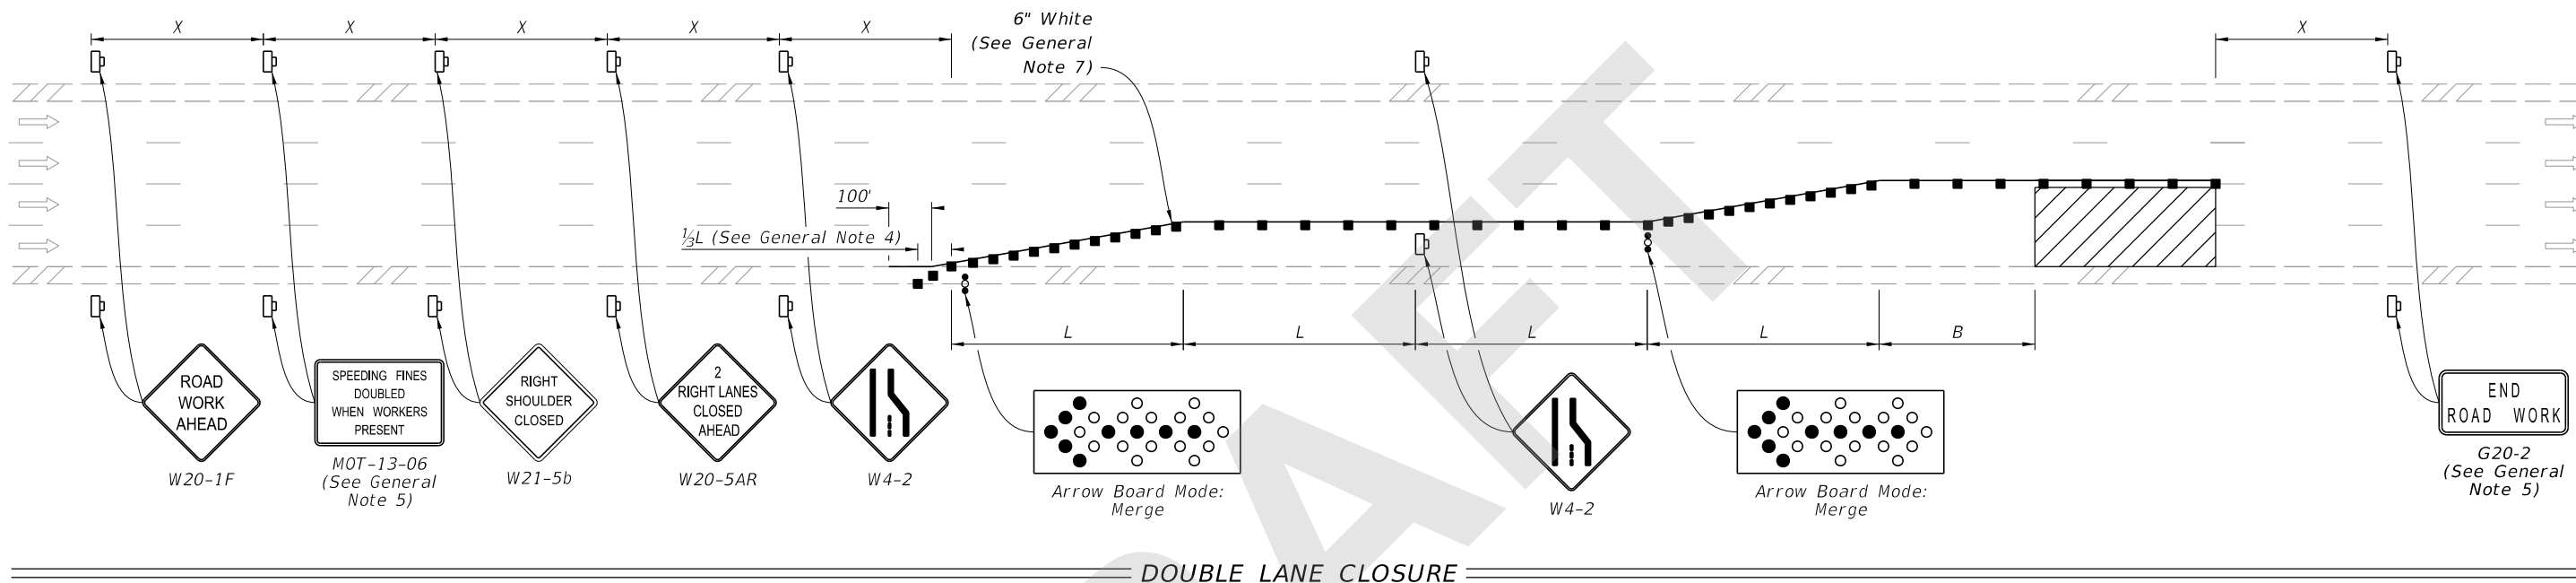 X X X X X X
6" White
(See General
Note 7)
100'
⅓L (See General Note 4)
L L L L B
ROAD
WORK
AHEAD
W20-1F
SPEEDING FINES
DOUBLED
WHEN WORKERS
PRESENT
MOT-13-06
(See General
Note 5)
RIGHT
SHOULDER
CLOSED
W21-5b
2
RIGHT LANES
CLOSED
AHEAD
W20-5AR
W4-2
Arrow Board Mode:
Merge
W4-2
Arrow Board Mode:
Merge
END
ROAD WORK
G20-2
(See General
Note 5)
DOUBLE LANE CLOSURE